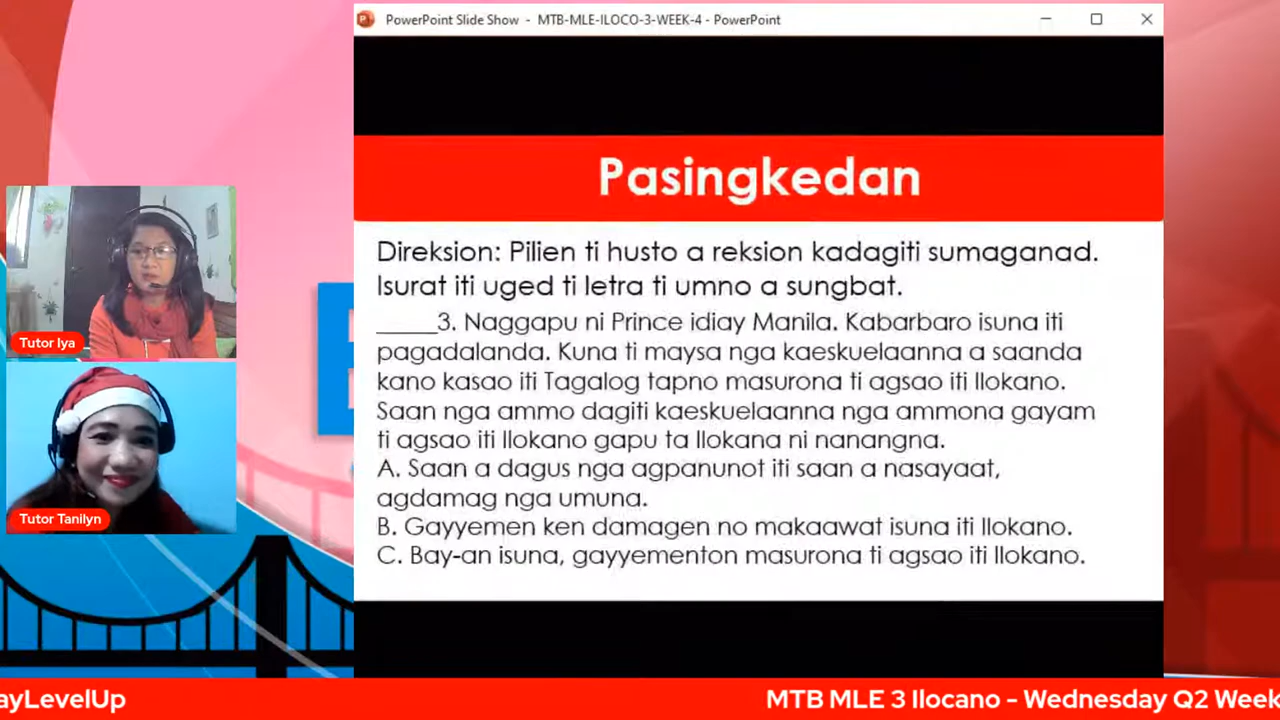 PowerPoint Slide Show - MTB-MLE-ILOCO-3-WEEK-4 - PowerPoint
Pasingkedan
Direksion: Pilien ti husto a reksion kadagiti sumaganad.
Isurat iti uged ti letra ti umno a sungbat.
_____3. Naggapu ni Prince idiay Manila. Kabarbaro isuna iti
pagadalanda. Kuna ti maysa nga kaeskuelaanna a saanda
kano kasao iti Tagalog tapno masurona ti agsao iti Ilokano.
Saan nga ammo dagiti kaeskuelaanna nga ammona gayam
ti agsao iti Ilokano gapu ta Ilokana ni nanangna.
A. Saan a dagus nga agpanunot iti saan a nasayaat,
agdamag nga umuna.
B. Gayyemen ken damagen no makaawat isuna iti Ilokano.
C. Bay-an isuna, gayyementon masurona ti agsao iti Ilokano.
Tutor Iya
Tutor Tanilyn
ayLevelUp
MTB MLE 3 Ilocano - Wednesday Q2 Week